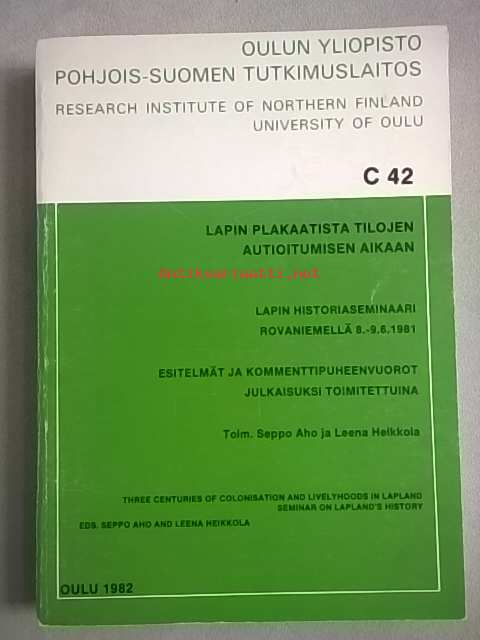 OULUN YLIOPISTO
POHJOIS-SUOMEN TUTKIMUSLAITOS
RESEARCH INSTITUTE OF NORTHERN FINLAND
UNIVERSITY OF OULU
C 42
LAPIN PLAKAATISTA TILOJEN
AUTIOITUMISEN AIKAAN
Antikvariaatti.net
LAPIN HISTORIASEMINAARI
ROVANIEMELLÄ 8.-9.6.1981
ESITELMÄT JA KOMMENTTIPUHEENVUOROT
JULKAISUKSI TOIMITETTUINA
Toim. Seppo Aho ja Leena Heikkola
THREE CENTURIES OF COLONISATION AND LIVELYHOODS IN LAPLAND
SEMINAR ON LAPLAND'S HISTORY
EDS. SEPPO AHO AND LEENA HEIKKOLA
OULU 1982